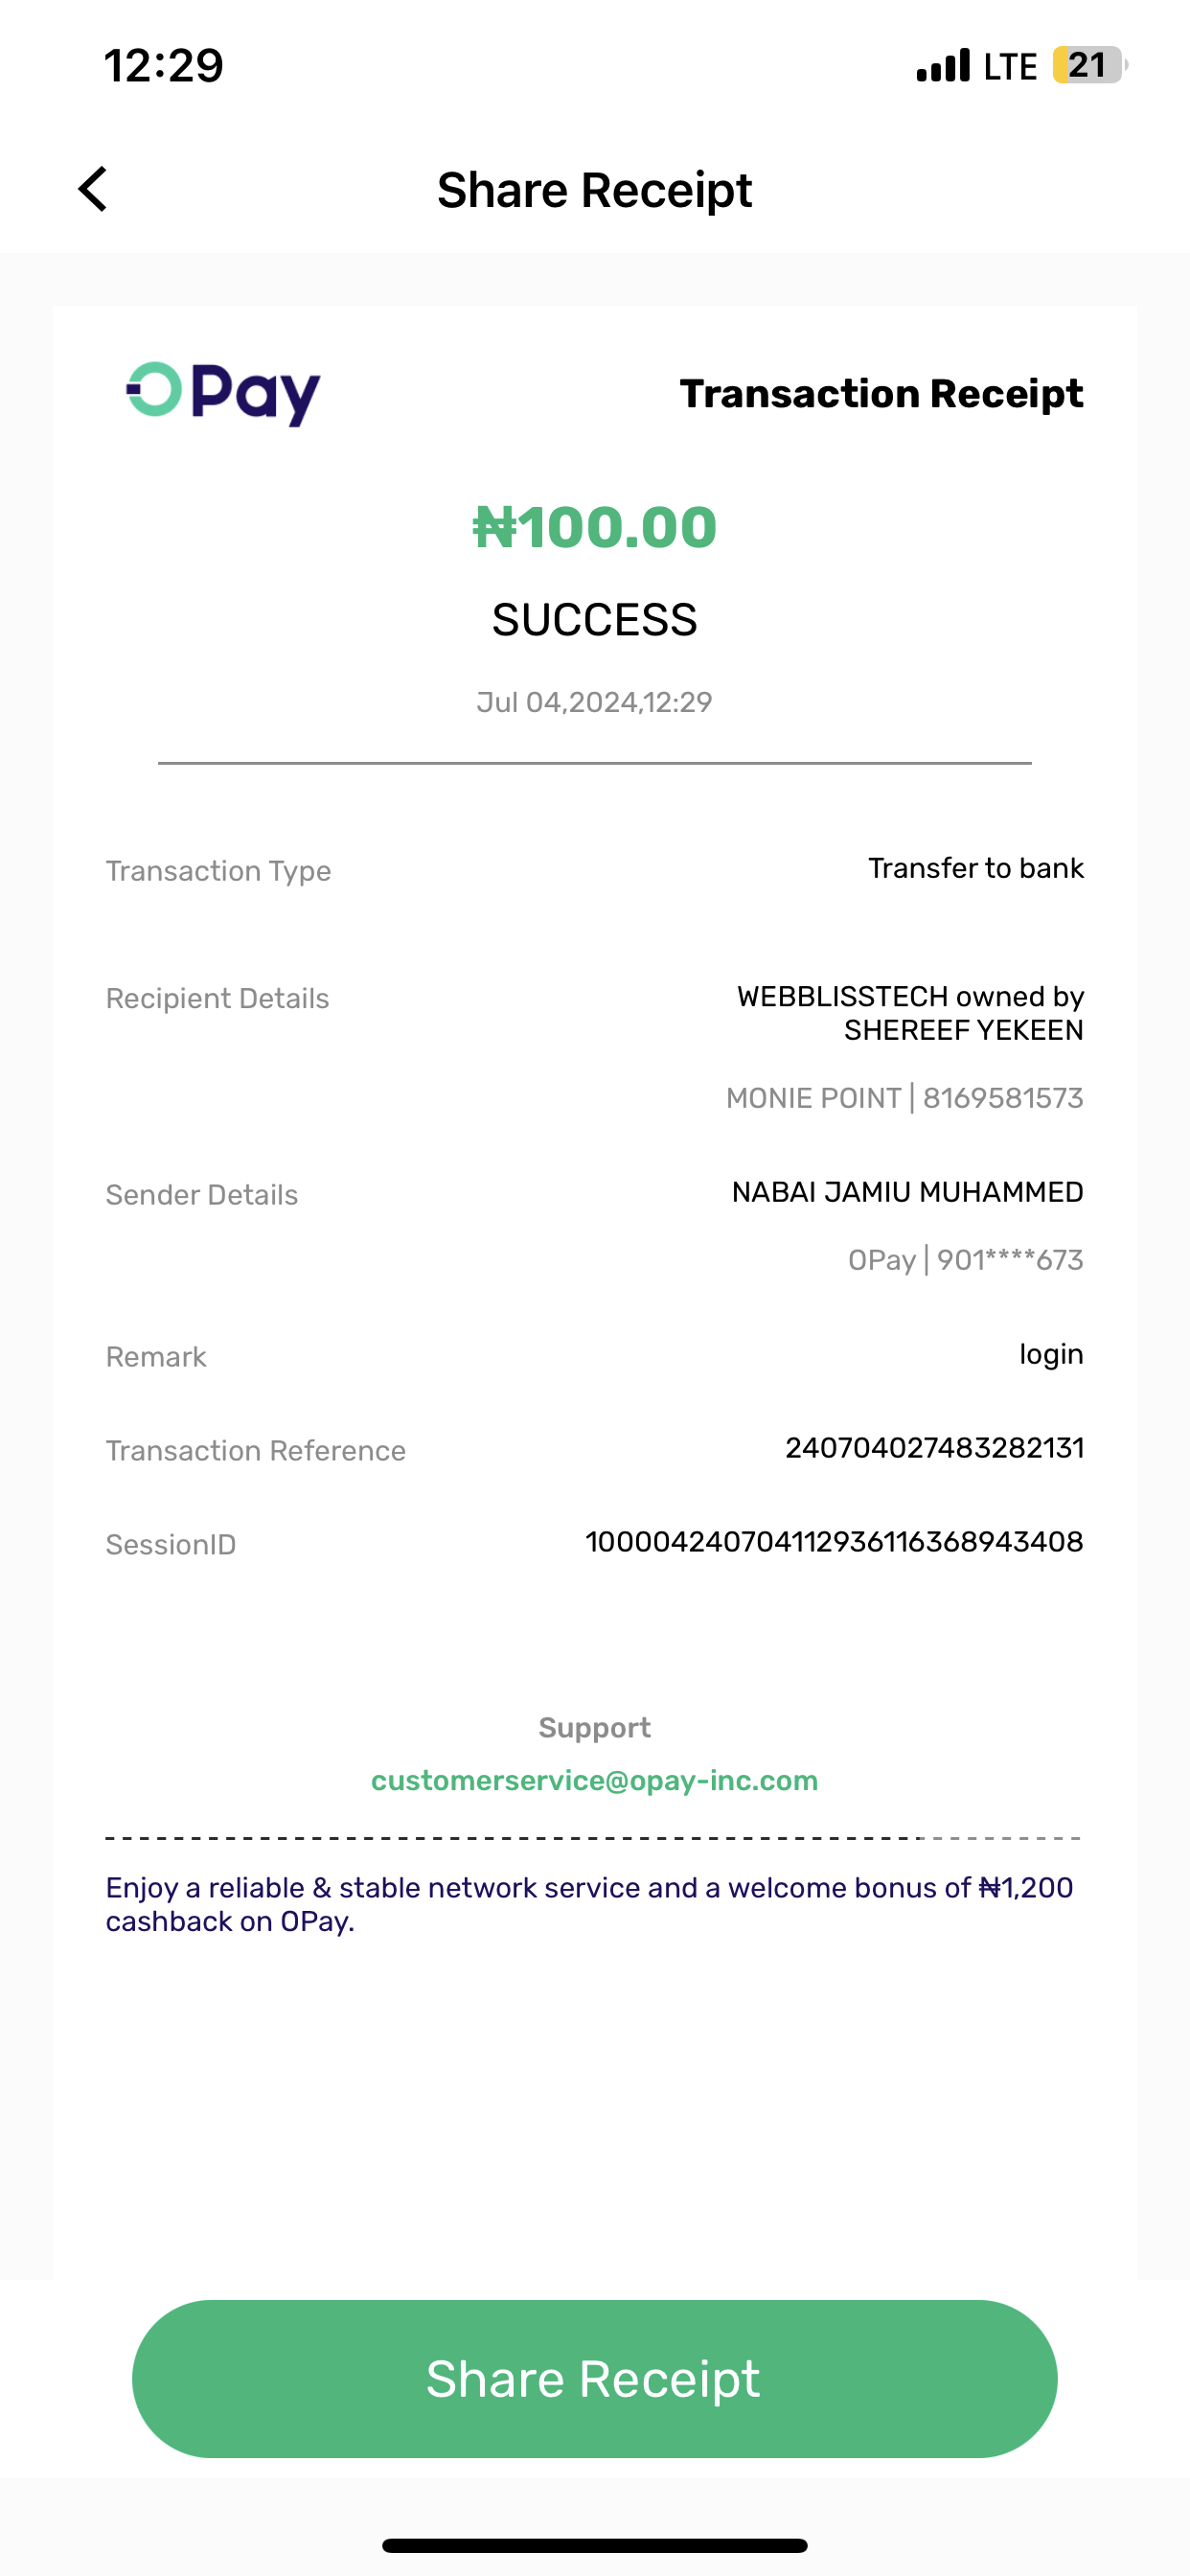 12:29 LTE 21
Share Receipt
OPay Transaction Receipt
₦100.00
SUCCESS
Jul 04,2024,12:29
Transaction Type Transfer to bank
Recipient Details WEBBLISSTECH owned by
SHEREEF YEKEEN
MONIE POINT | 8169581573
Sender Details NABAI JAMIU MUHAMMED
OPay | 901****673
Remark login
Transaction Reference 240704027483282131
SessionID 100004240704112936116368943408
Support
customerservice@opay-inc.com
Enjoy a reliable & stable network service and a welcome bonus of ₦1,200
cashback on OPay.
Share Receipt